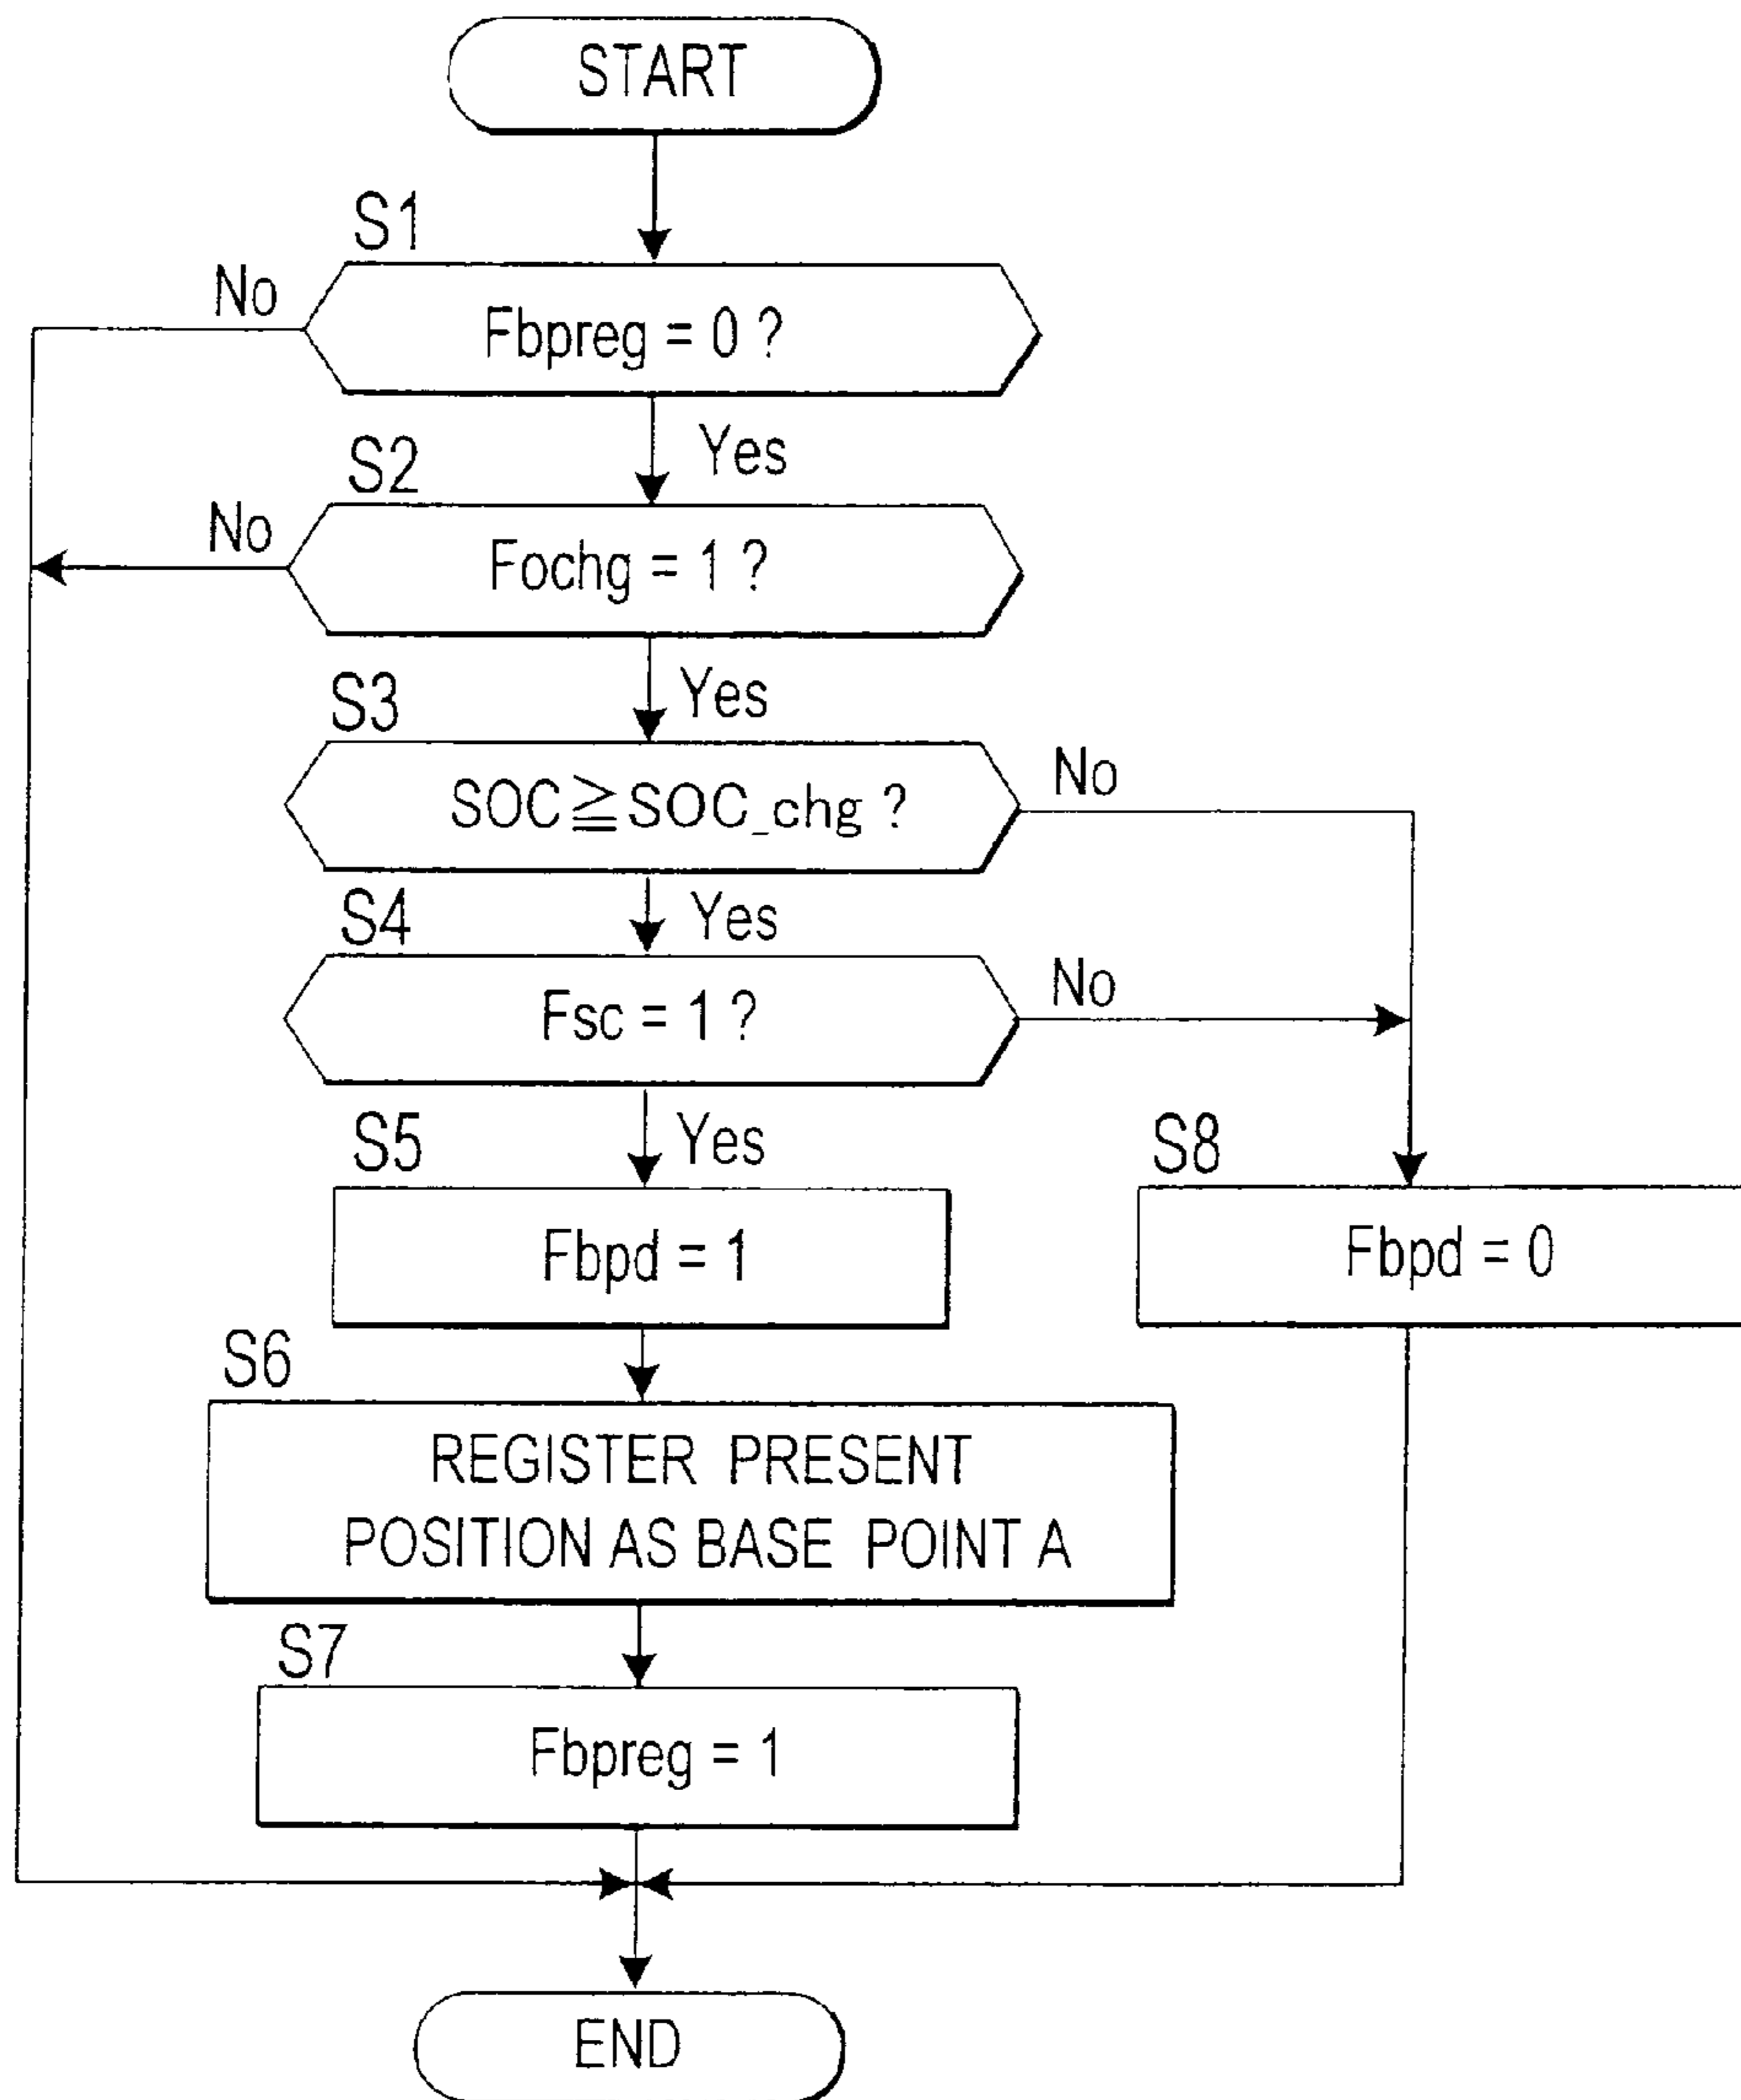 START
S1
No
Fbpreg = 0 ?
Yes
S2
No
Fochg = 1 ?
Yes
S3
SOC≧SOC_chg ?
No
Yes
S4
Fsc = 1 ?
No
Yes
S5
Fbpd = 1
S8
Fbpd = 0
S6
REGISTER PRESENT
POSITION AS BASE POINT A
S7
Fbpreg = 1
END